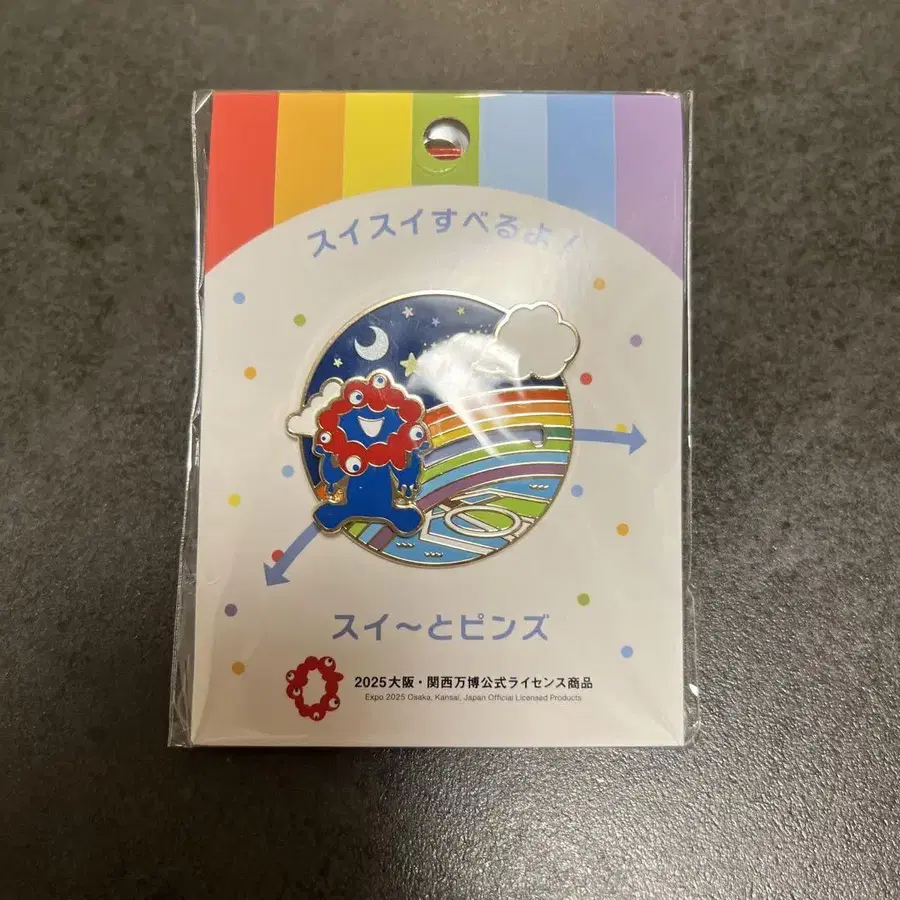 スイスイすべるよ！
スイ～とピンズ
2025大阪・関西万博公式ライセンス商品
Expo 2025 Osaka, Kansai, Japan Official Licensed Products